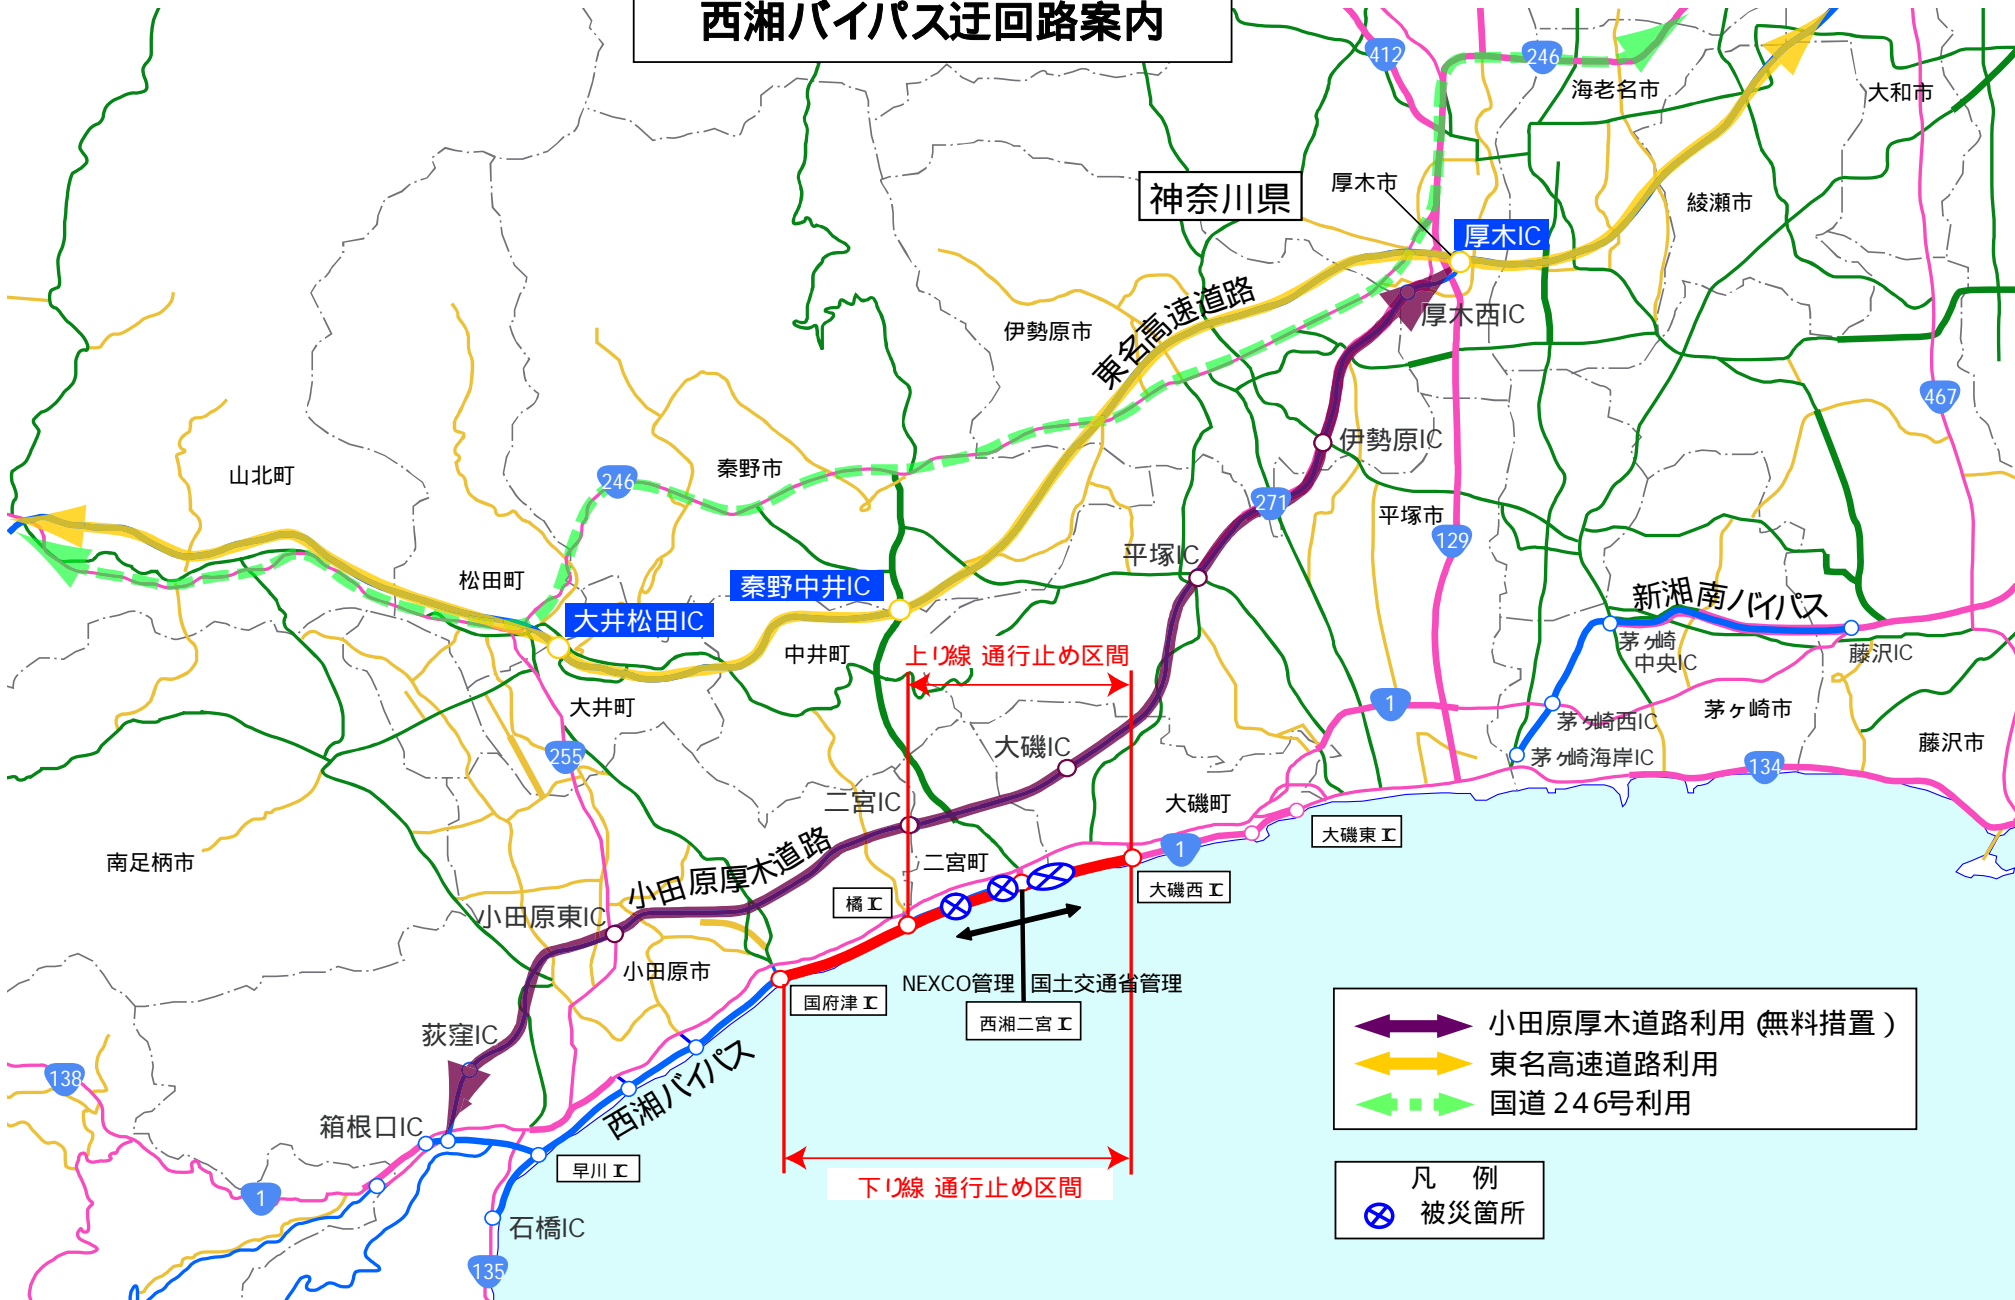 西湘バイパス迂回路案内
412
246
海老名市
大和市
神奈川県
厚木市
綾瀬市
厚木IC
東名高速道路
伊勢原市
厚木西IC
467
伊勢原IC
山北町
246
秦野市
271
平塚市
129
平塚IC
松田町
秦野中井IC
大井松田IC
新湘南バイパス
茅ヶ崎
中央IC
藤沢IC
中井町
上り線 通行止め区間
大井町
1
茅ヶ崎西IC
茅ヶ崎市
255
大磯IC
茅ヶ崎海岸IC
134
藤沢市
二宮IC
大磯町
大磯東IC
南足柄市
小田原厚木道路
二宮町
1
大磯西IC
橘IC
小田原東IC
小田原市
NEXCO管理
国土交通省管理
国府津IC
西湘二宮IC
荻窪IC
138
西湘バイパス
箱根口IC
早川IC
1
下り線 通行止め区間
石橋IC
135
小田原厚木道路利用（無料措置）
東名高速道路利用
国道246号利用
凡 例
被災箇所